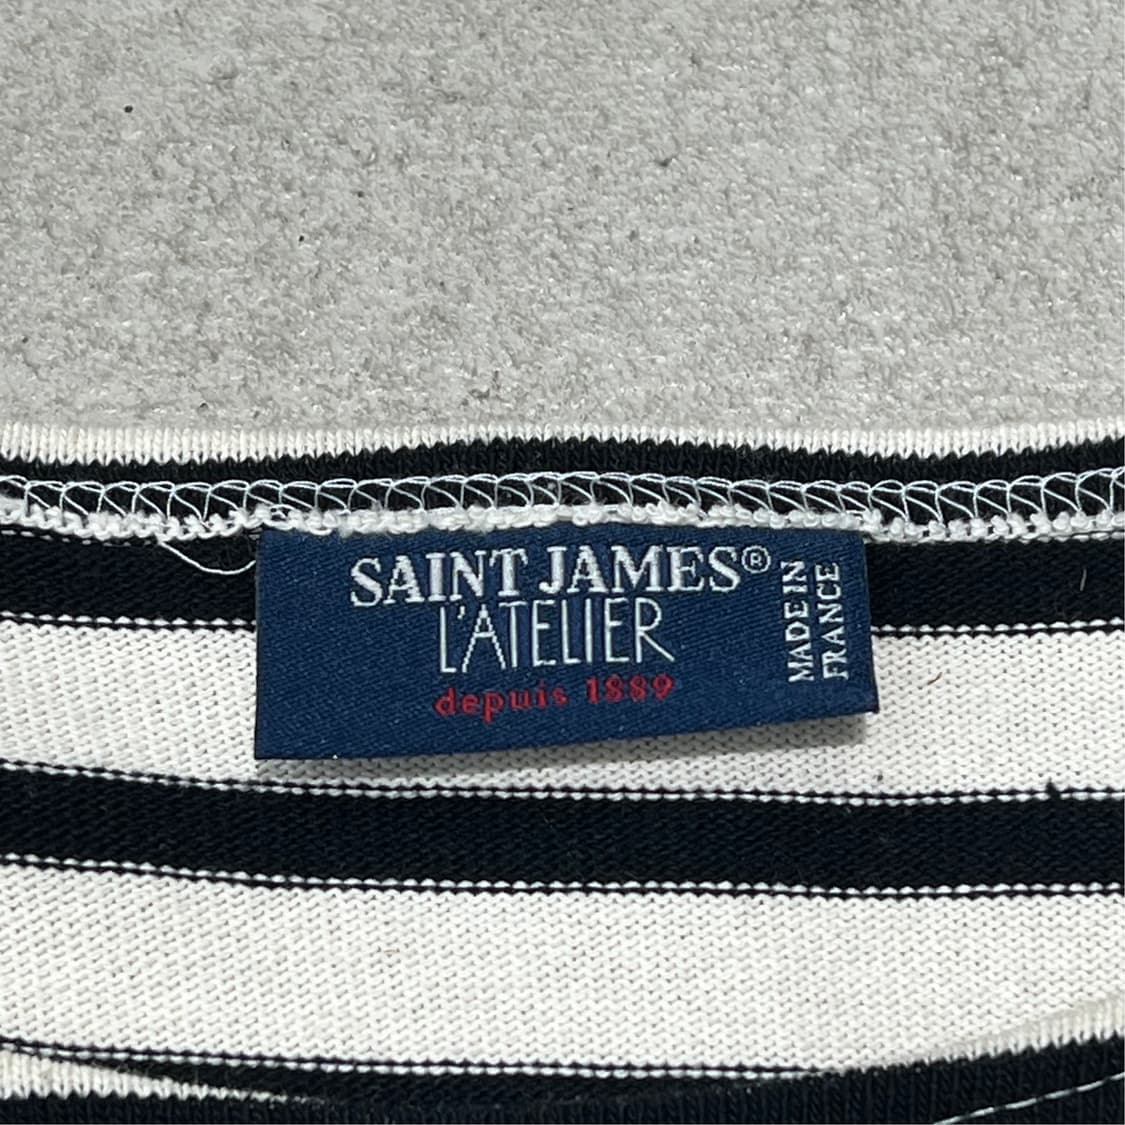 SAINT JAMES®
L'ATELIER
depuis 1889
MADE IN
FRANCE